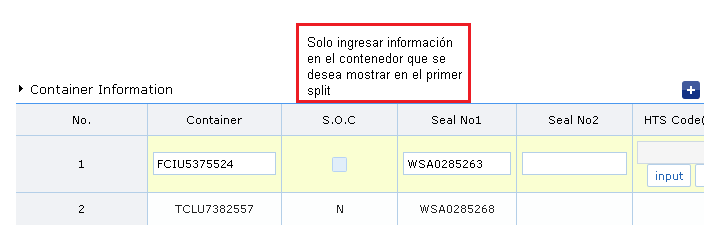 Solo ingresar información
en el contenedor que se
desea mostrar en el primer
split
Container Information
No. Container S.O.C Seal No1 Seal No2 HTS Code(
1 FCIU5375524 WSA0285263
input
2 TCLU7382557 N WSA0285268